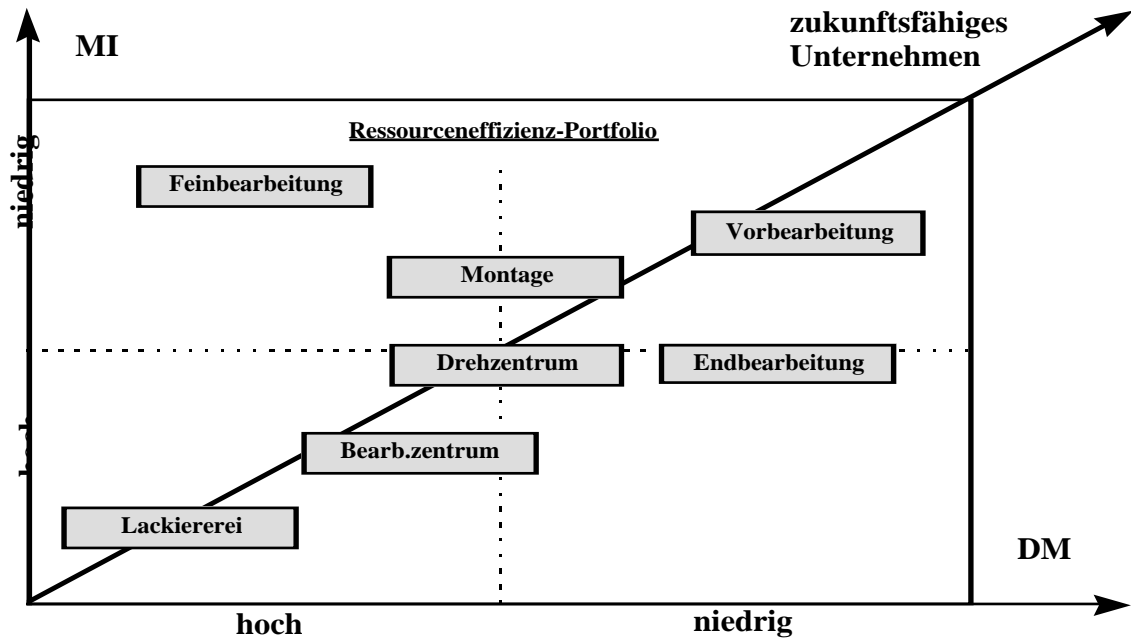 MI
zukunftsfähiges
Unternehmen
Ressourceneffizienz-Portfolio
niedrig
Feinbearbeitung
Vorbearbeitung
Montage
Drehzentrum
Endbearbeitung
Bearb.zentrum
Lackiererei
DM
hoch
niedrig